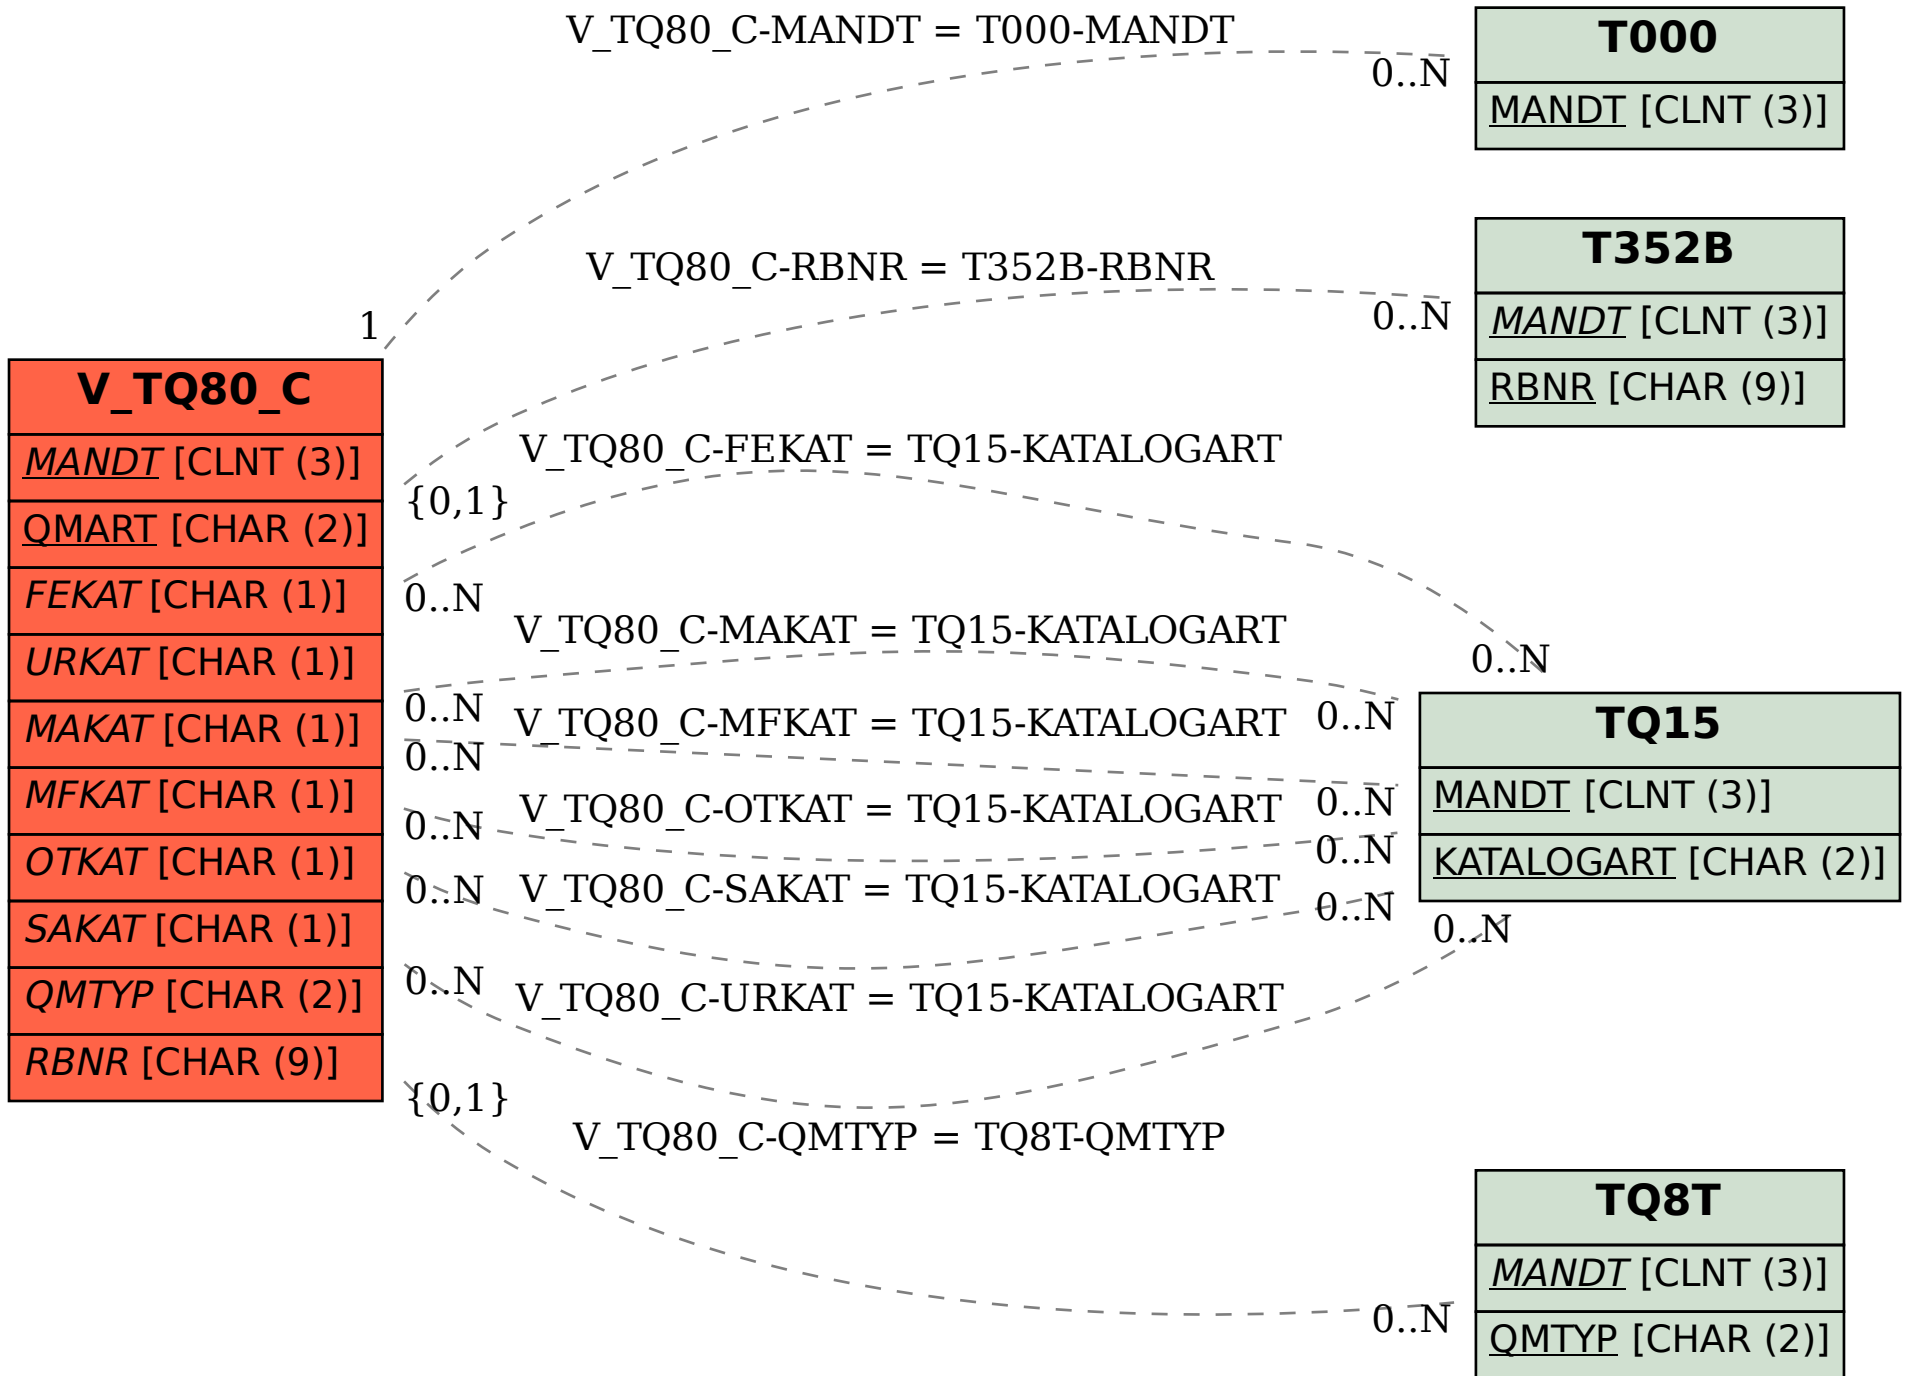 V_TQ80_C-MANDT = T000-MANDT
0..N
1
T000
MANDT [CLNT (3)]
V_TQ80_C-RBNR = T352B-RBNR
0..N
{0,1}
T352B
MANDT [CLNT (3)]
RBNR [CHAR (9)]
V_TQ80_C
MANDT [CLNT (3)]
QMART [CHAR (2)]
FEKAT [CHAR (1)]
URKAT [CHAR (1)]
MAKAT [CHAR (1)]
MFKAT [CHAR (1)]
OTKAT [CHAR (1)]
SAKAT [CHAR (1)]
QMTYP [CHAR (2)]
RBNR [CHAR (9)]
V_TQ80_C-FEKAT = TQ15-KATALOGART
0..N
0..N
V_TQ80_C-MAKAT = TQ15-KATALOGART
0..N
0..N
V_TQ80_C-MFKAT = TQ15-KATALOGART
0..N
0..N
V_TQ80_C-OTKAT = TQ15-KATALOGART
0..N
0..N
V_TQ80_C-SAKAT = TQ15-KATALOGART
0..N
0..N
V_TQ80_C-URKAT = TQ15-KATALOGART
0..N
0..N
TQ15
MANDT [CLNT (3)]
KATALOGART [CHAR (2)]
V_TQ80_C-QMTYP = TQ8T-QMTYP
{0,1}
0..N
TQ8T
MANDT [CLNT (3)]
QMTYP [CHAR (2)]